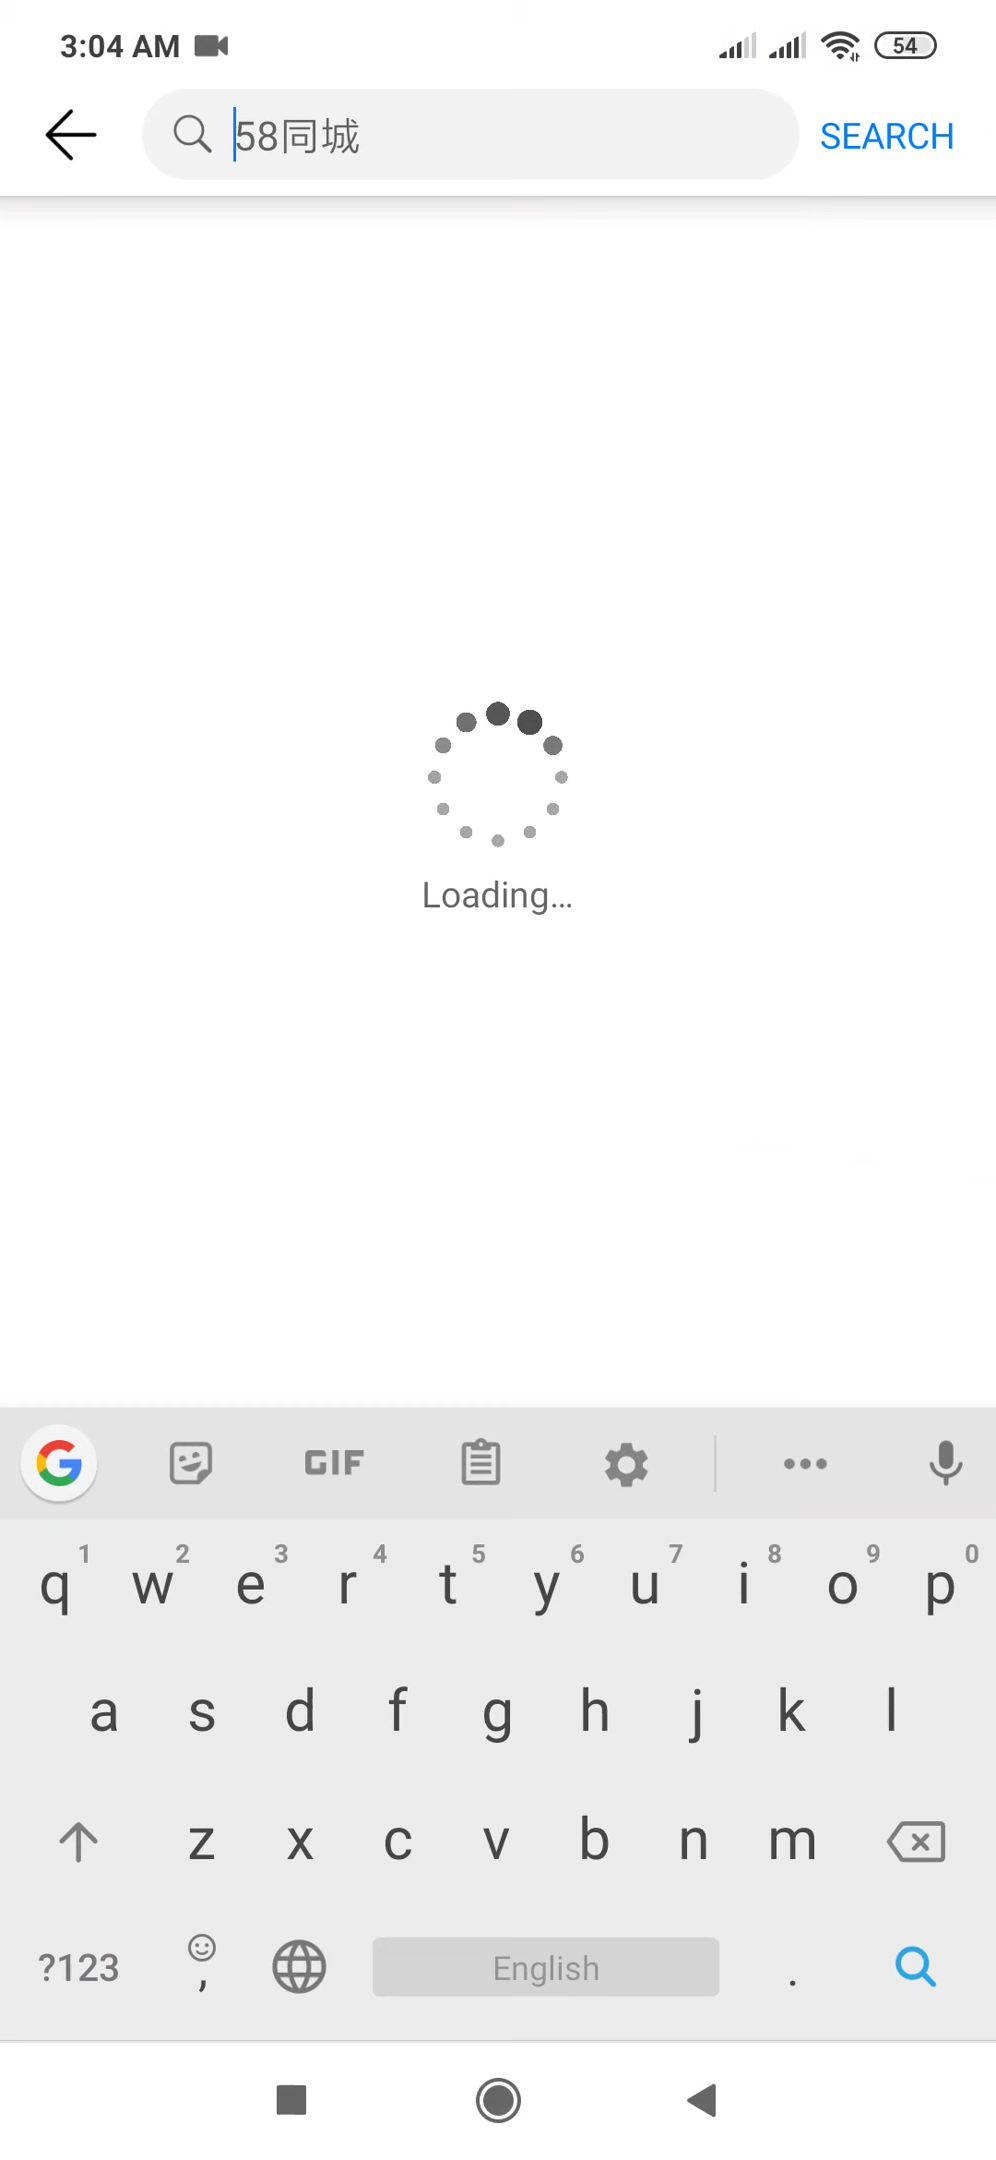 3:04 AM 54
58同城 SEARCH
Loading...
GIF
1 2 3 4 5 6 7 8 9 0
q w e r t y u i o p
a s d f g h j k l
z x c v b n m
?123 , English .